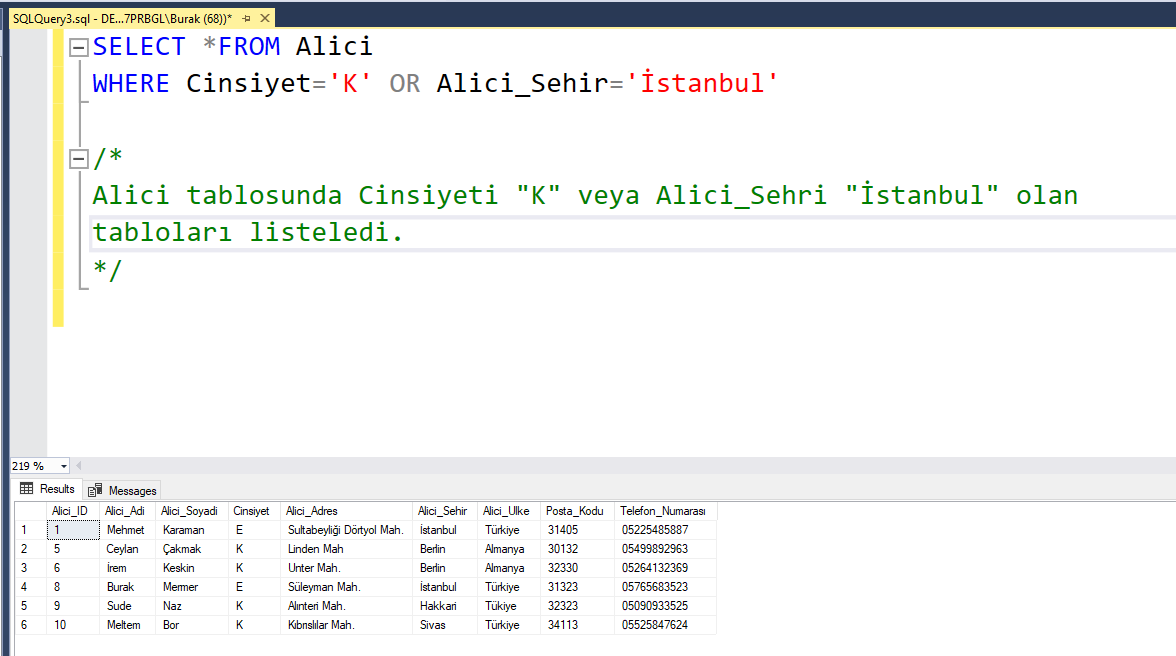 SQLQuery3.sql - DE...7PRBGL\Burak (68))*
SELECT *FROM Alici
WHERE Cinsiyet='K' OR Alici_Sehir='İstanbul'
/*
Alici tablosunda Cinsiyeti "K" veya Alici_Sehri "İstanbul" olan
tabloları listeledi.
*/
219 %
Results Messages
Alici_ID Alici_Adi Alici_Soyadi Cinsiyet Alici_Adres Alici_Sehir Alici_Ulke Posta_Kodu Telefon_Numarası
1 1 Mehmet Karaman E Sultabeyliği Dörtyol Mah. İstanbul Türkiye 31405 05225485887
2 5 Ceylan Çakmak K Linden Mah Berlin Almanya 30132 05499892963
3 6 İrem Keskin K Unter Mah. Berlin Almanya 32330 05264132369
4 8 Burak Mermer E Süleyman Mah. İstanbul Türkiye 31323 05765683523
5 9 Sude Naz K Alınteri Mah. Hakkari Tükiye 32323 05090933525
6 10 Meltem Bor K Kıbrıslılar Mah. Sivas Türkiye 34113 05525847624